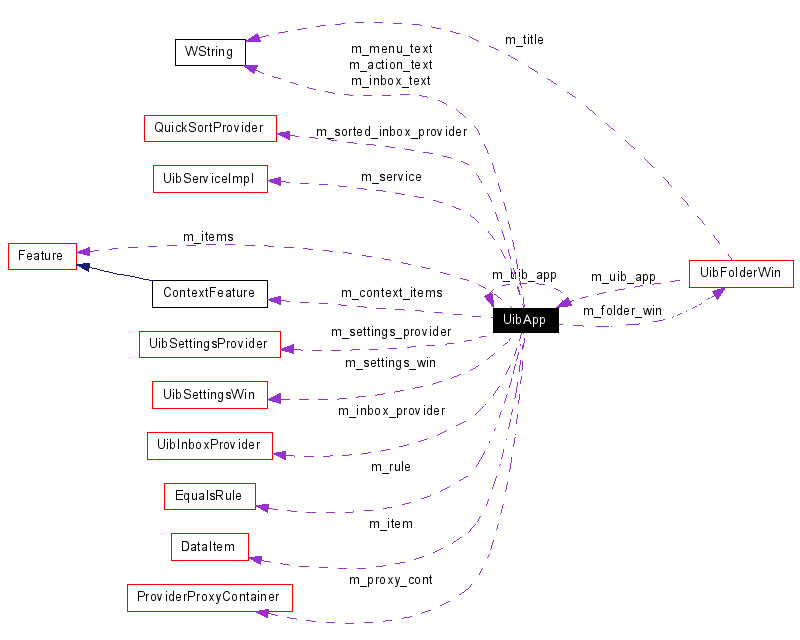 m_title
WString
m_menu_text
m_action_text
m_inbox_text
QuickSortProvider
m_sorted_inbox_provider
UibServiceImpl
m_service
m_items
Feature
m_uib_app
m_uib_app
UibFolderWin
ContextFeature
m_context_items
m_folder_win
UibApp
m_settings_provider
UibSettingsProvider
m_settings_win
UibSettingsWin
m_inbox_provider
UibInboxProvider
m_rule
EqualsRule
m_item
DataItem
m_proxy_cont
ProviderProxyContainer